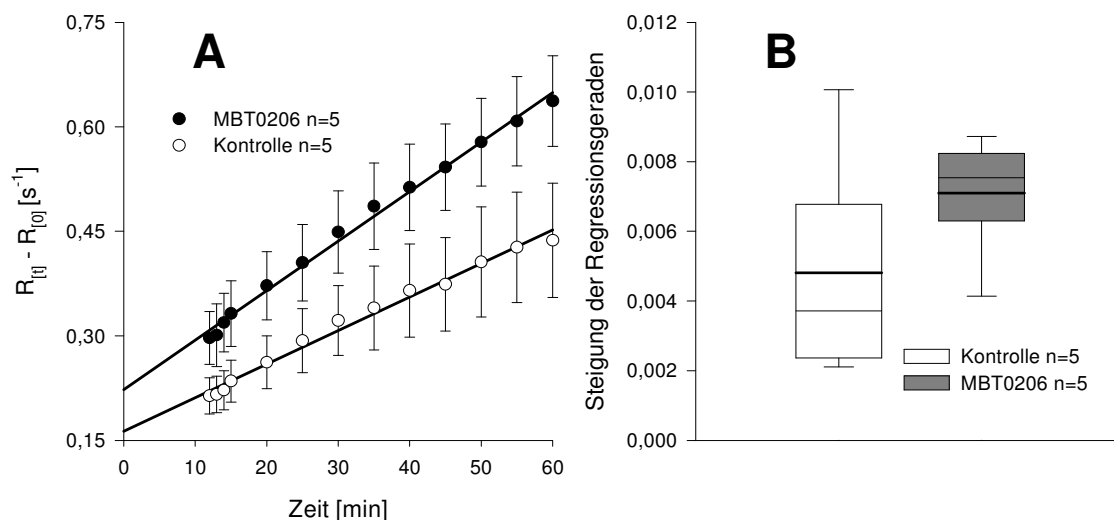 A
MBT0206 n=5
Kontrolle n=5
R[t] - R[0] [s-1]
0,75
0,60
0,45
0,30
0,15
0
10
20
30
40
50
60
Zeit [min]
B
Steigung der Regressionsgeraden
0,012
0,010
0,008
0,006
0,004
0,002
0,000
Kontrolle n=5
MBT0206 n=5